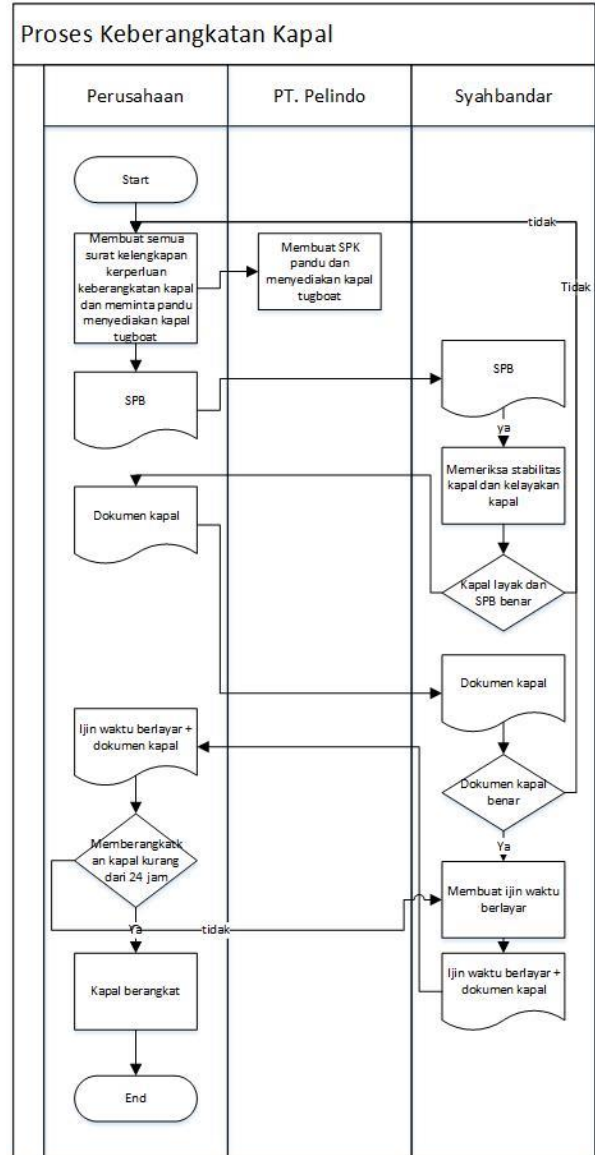 Proses Keberangkatan Kapal
Perusahaan
PT. Pelindo
Syahbandar
Start
tidak
Membuat semua
surat kelengkapan
kerperluan
keberangkatan kapal
dan meminta pandu
menyediakan kapal
tugboat
Membuat SPK
pandu dan
menyediakan kapal
tugboat
Tidak
SPB
SPB
ya
Memeriksa stabilitas
kapal dan kelayakan
kapal
Dokumen kapal
Kapal layak dan
SPB benar
Dokumen kapal
Ijin waktu berlayar +
dokumen kapal
Dokumen kapal
benar
Ya
Memberangkatk
an kapal kurang
dari 24 jam
Membuat ijin waktu
berlayar
Ya
tidak
Kapal berangkat
Ijin waktu berlayar +
dokumen kapal
End